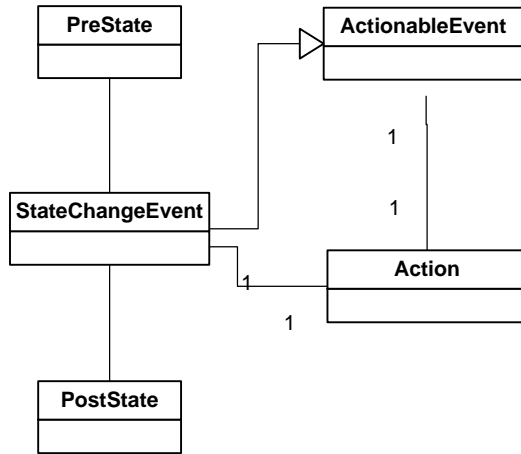 PreState
ActionableEvent
1
StateChangeEvent
1
Action
1
1
PostState